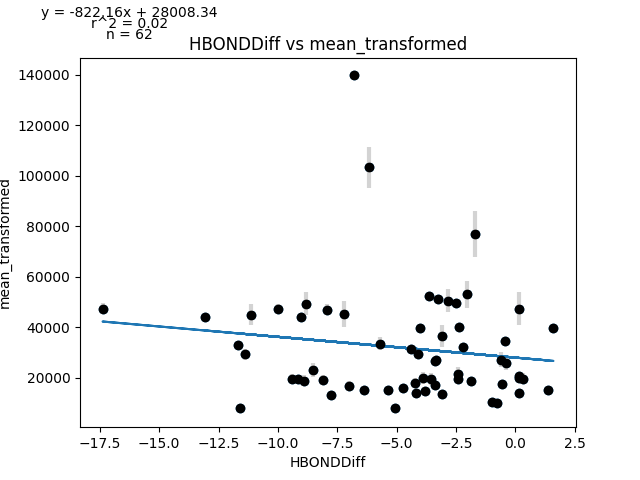 y = -822.16x + 28008.34
r^2 = 0.02
n = 62
HBONDDiff vs mean_transformed
140000
120000
100000
80000
60000
40000
20000
mean_transformed
−17.5 −15.0 −12.5 −10.0 −7.5 −5.0 −2.5 0.0 2.5
HBONDDiff